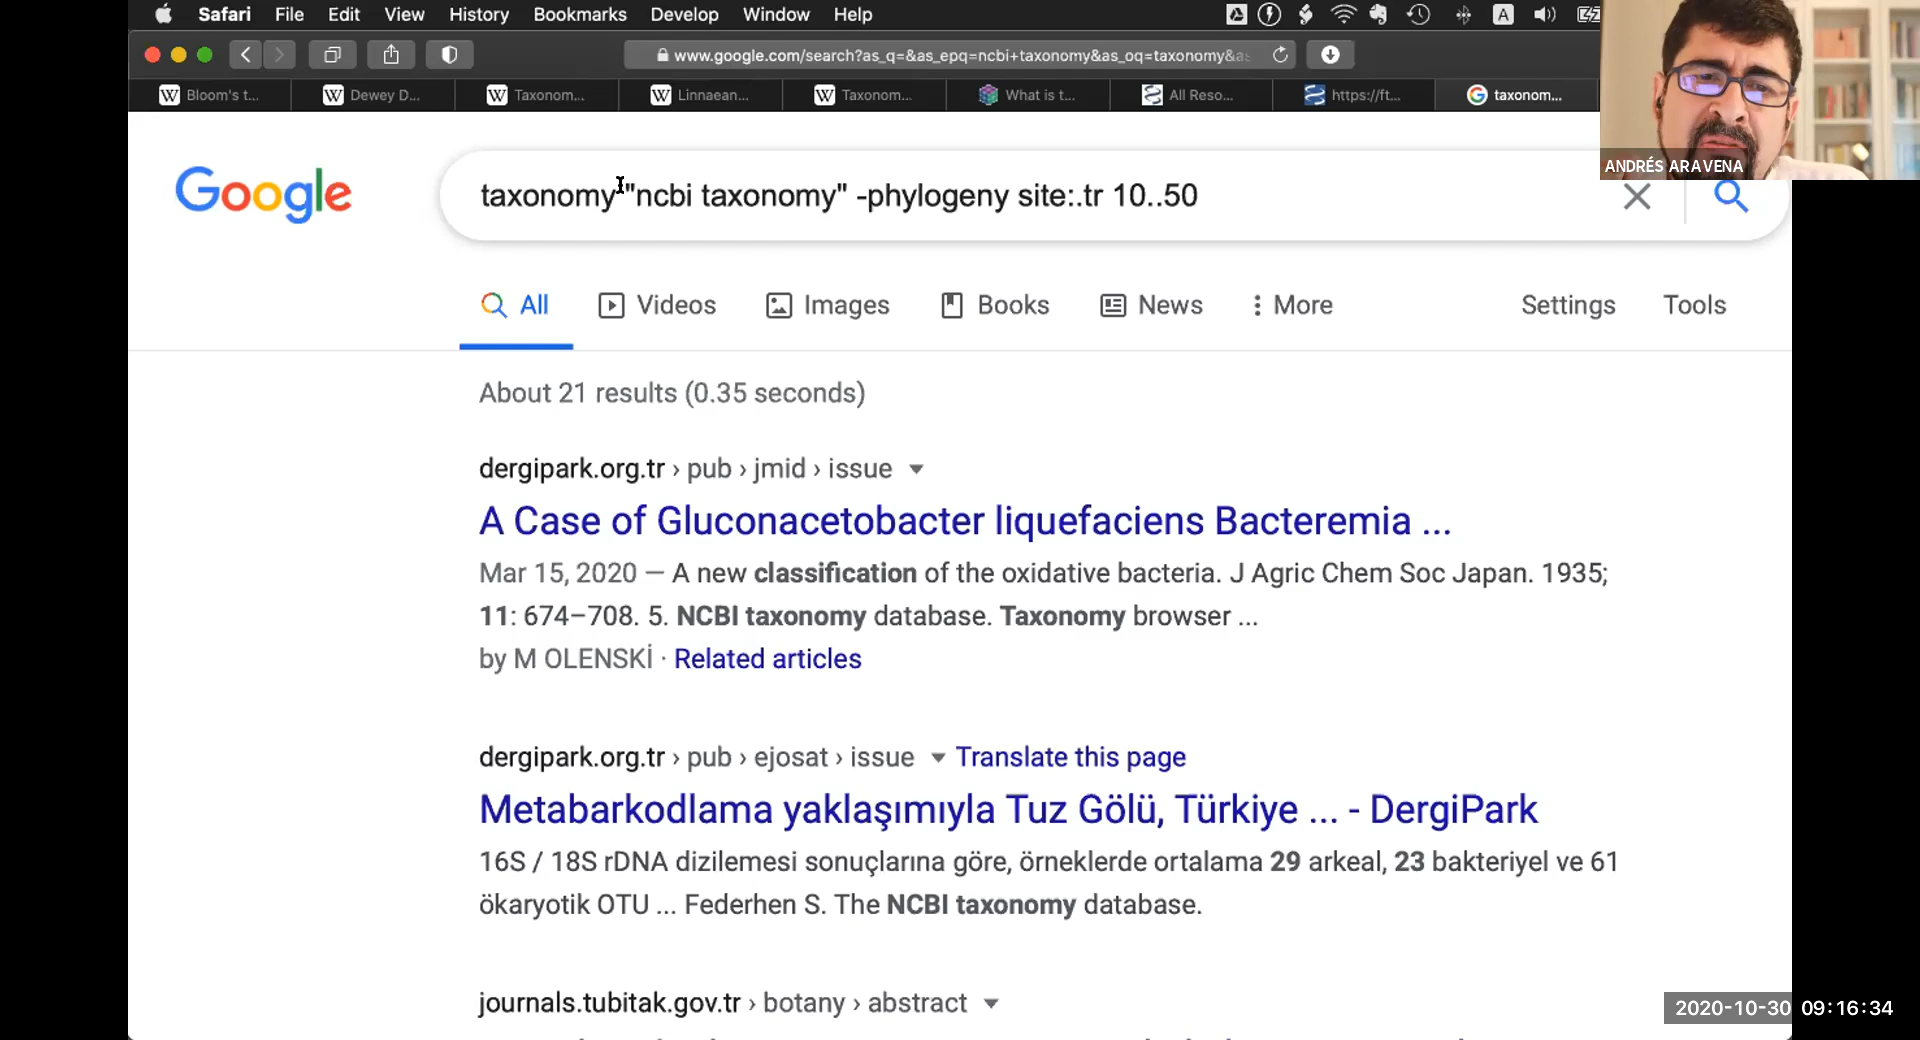 Safari File Edit View History Bookmarks Develop Window Help
www.google.com/search?as_q=&as_epq=ncbi+taxonomy&as_oq=taxonomy&as
Bloom's t... Dewey D... Taxonom... Linnaean... Taxonom... What is t... All Reso... https://ft... taxonom...
ANDRÉS ARAVENA
Google
taxonomy "ncbi taxonomy" -phylogeny site:.tr 10..50
All Videos Images Books News More Settings Tools
About 21 results (0.35 seconds)
dergipark.org.tr › pub › jmid › issue
A Case of Gluconacetobacter liquefaciens Bacteremia ...
Mar 15, 2020 — A new classification of the oxidative bacteria. J Agric Chem Soc Japan. 1935;
11: 674–708. 5. NCBI taxonomy database. Taxonomy browser ...
by M OLENSKİ · Related articles
dergipark.org.tr › pub › ejosat › issue Translate this page
Metabarkodlama yaklaşımıyla Tuz Gölü, Türkiye ... - DergiPark
16S / 18S rDNA dizilemesi sonuçlarına göre, örneklerde ortalama 29 arkeal, 23 bakteriyel ve 61
ökaryotik OTU ... Federhen S. The NCBI taxonomy database.
journals.tubitak.gov.tr › botany › abstract
2020-10-30 09:16:34